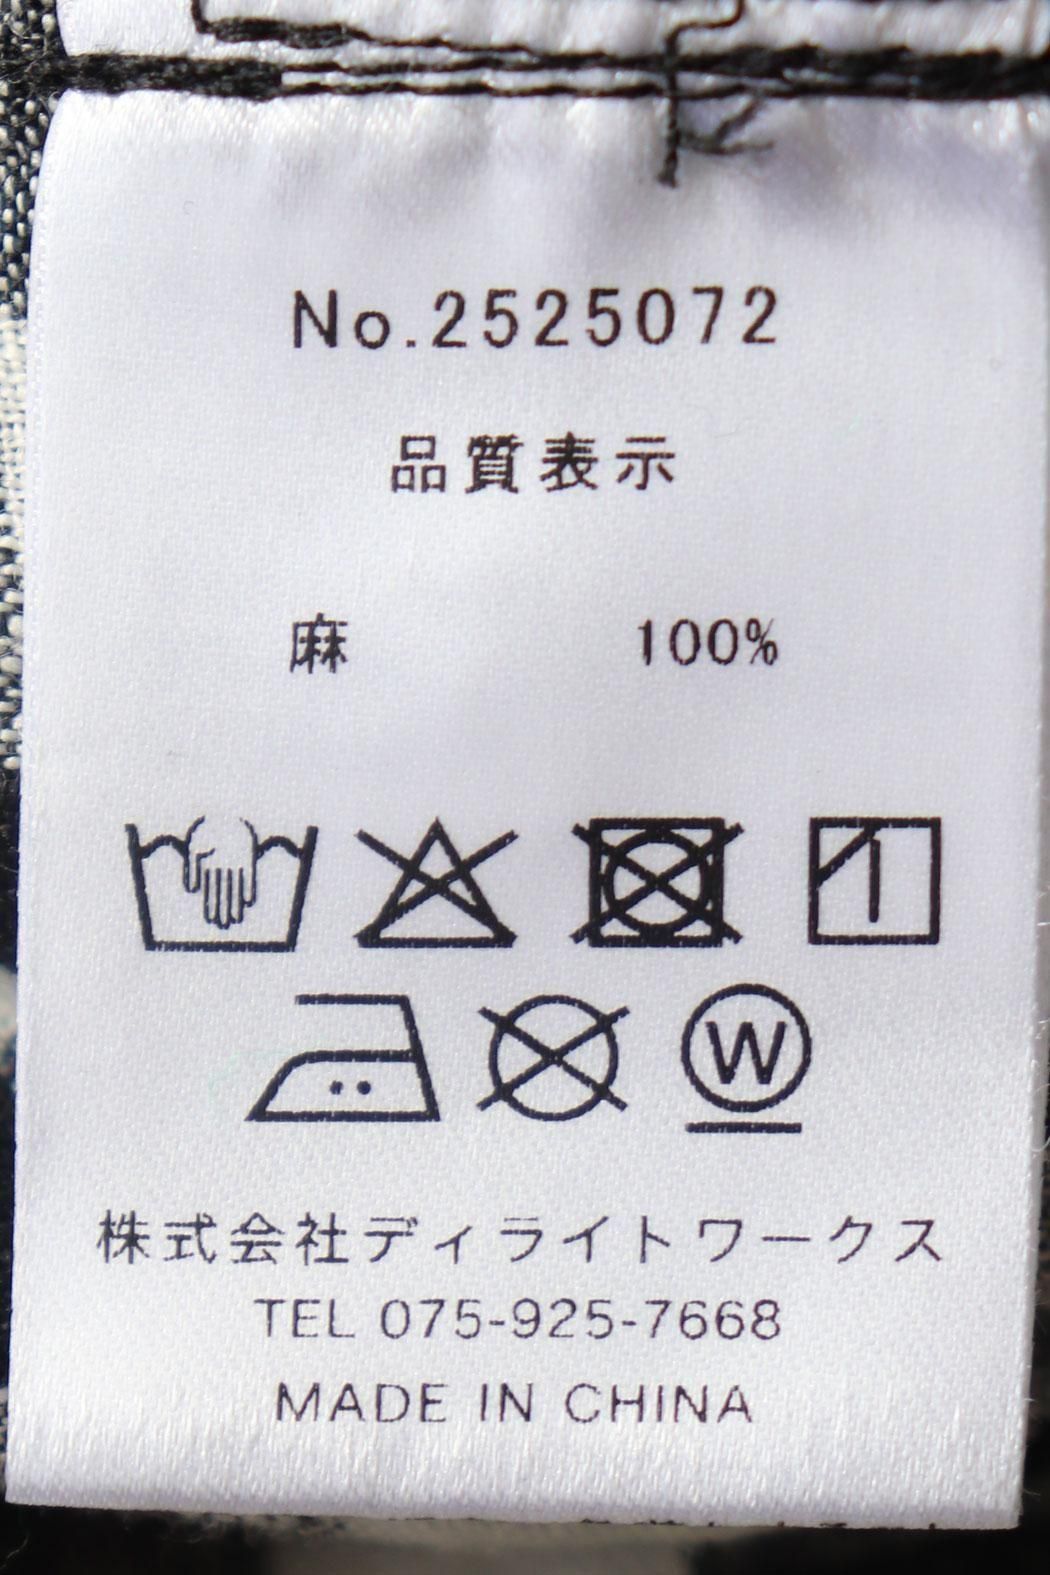 No.2525072
品質表示
麻 100%
W
株式会社ディライトワークス
TEL 075-925-7668
MADE IN CHINA